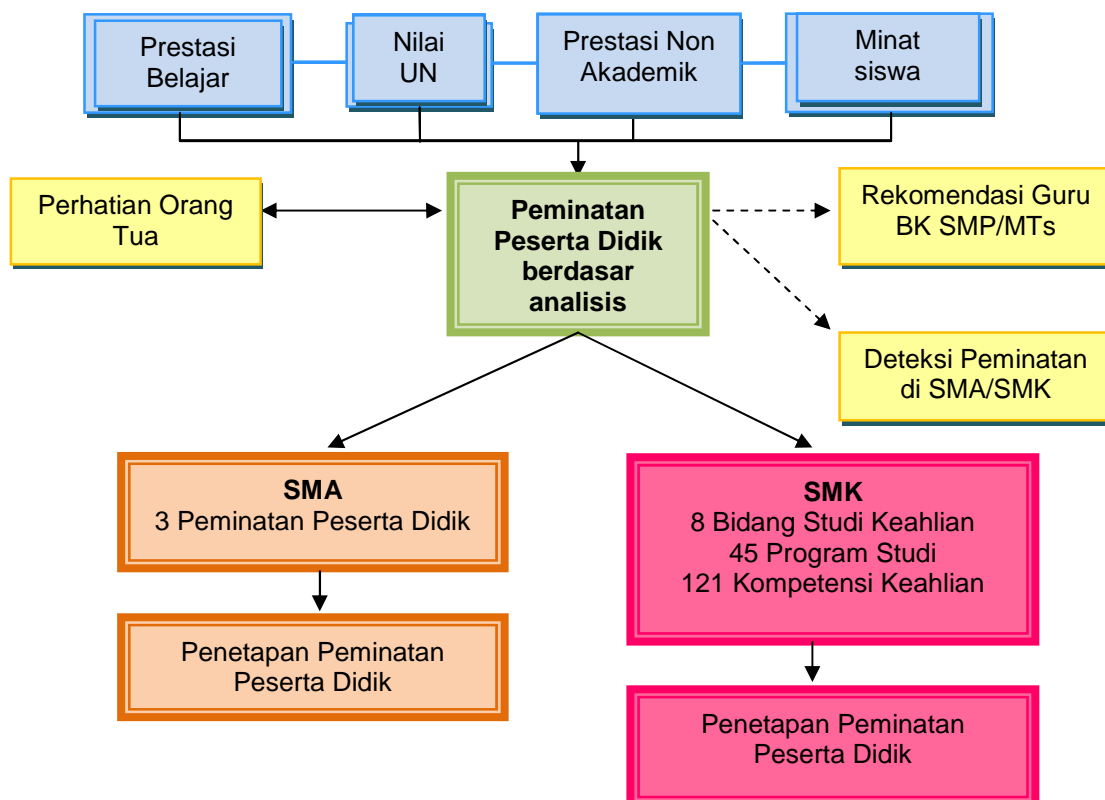 Prestasi
Belajar
Nilai
UN
Prestasi Non
Akademik
Minat
siswa
Perhatian Orang
Tua
Peminatan
Peserta Didik
berdasar
analisis
Rekomendasi Guru
BK SMP/MTs
Deteksi Peminatan
di SMA/SMK
SMA
3 Peminatan Peserta Didik
SMK
8 Bidang Studi Keahlian
45 Program Studi
121 Kompetensi Keahlian
Penetapan Peminatan
Peserta Didik
Penetapan Peminatan
Peserta Didik